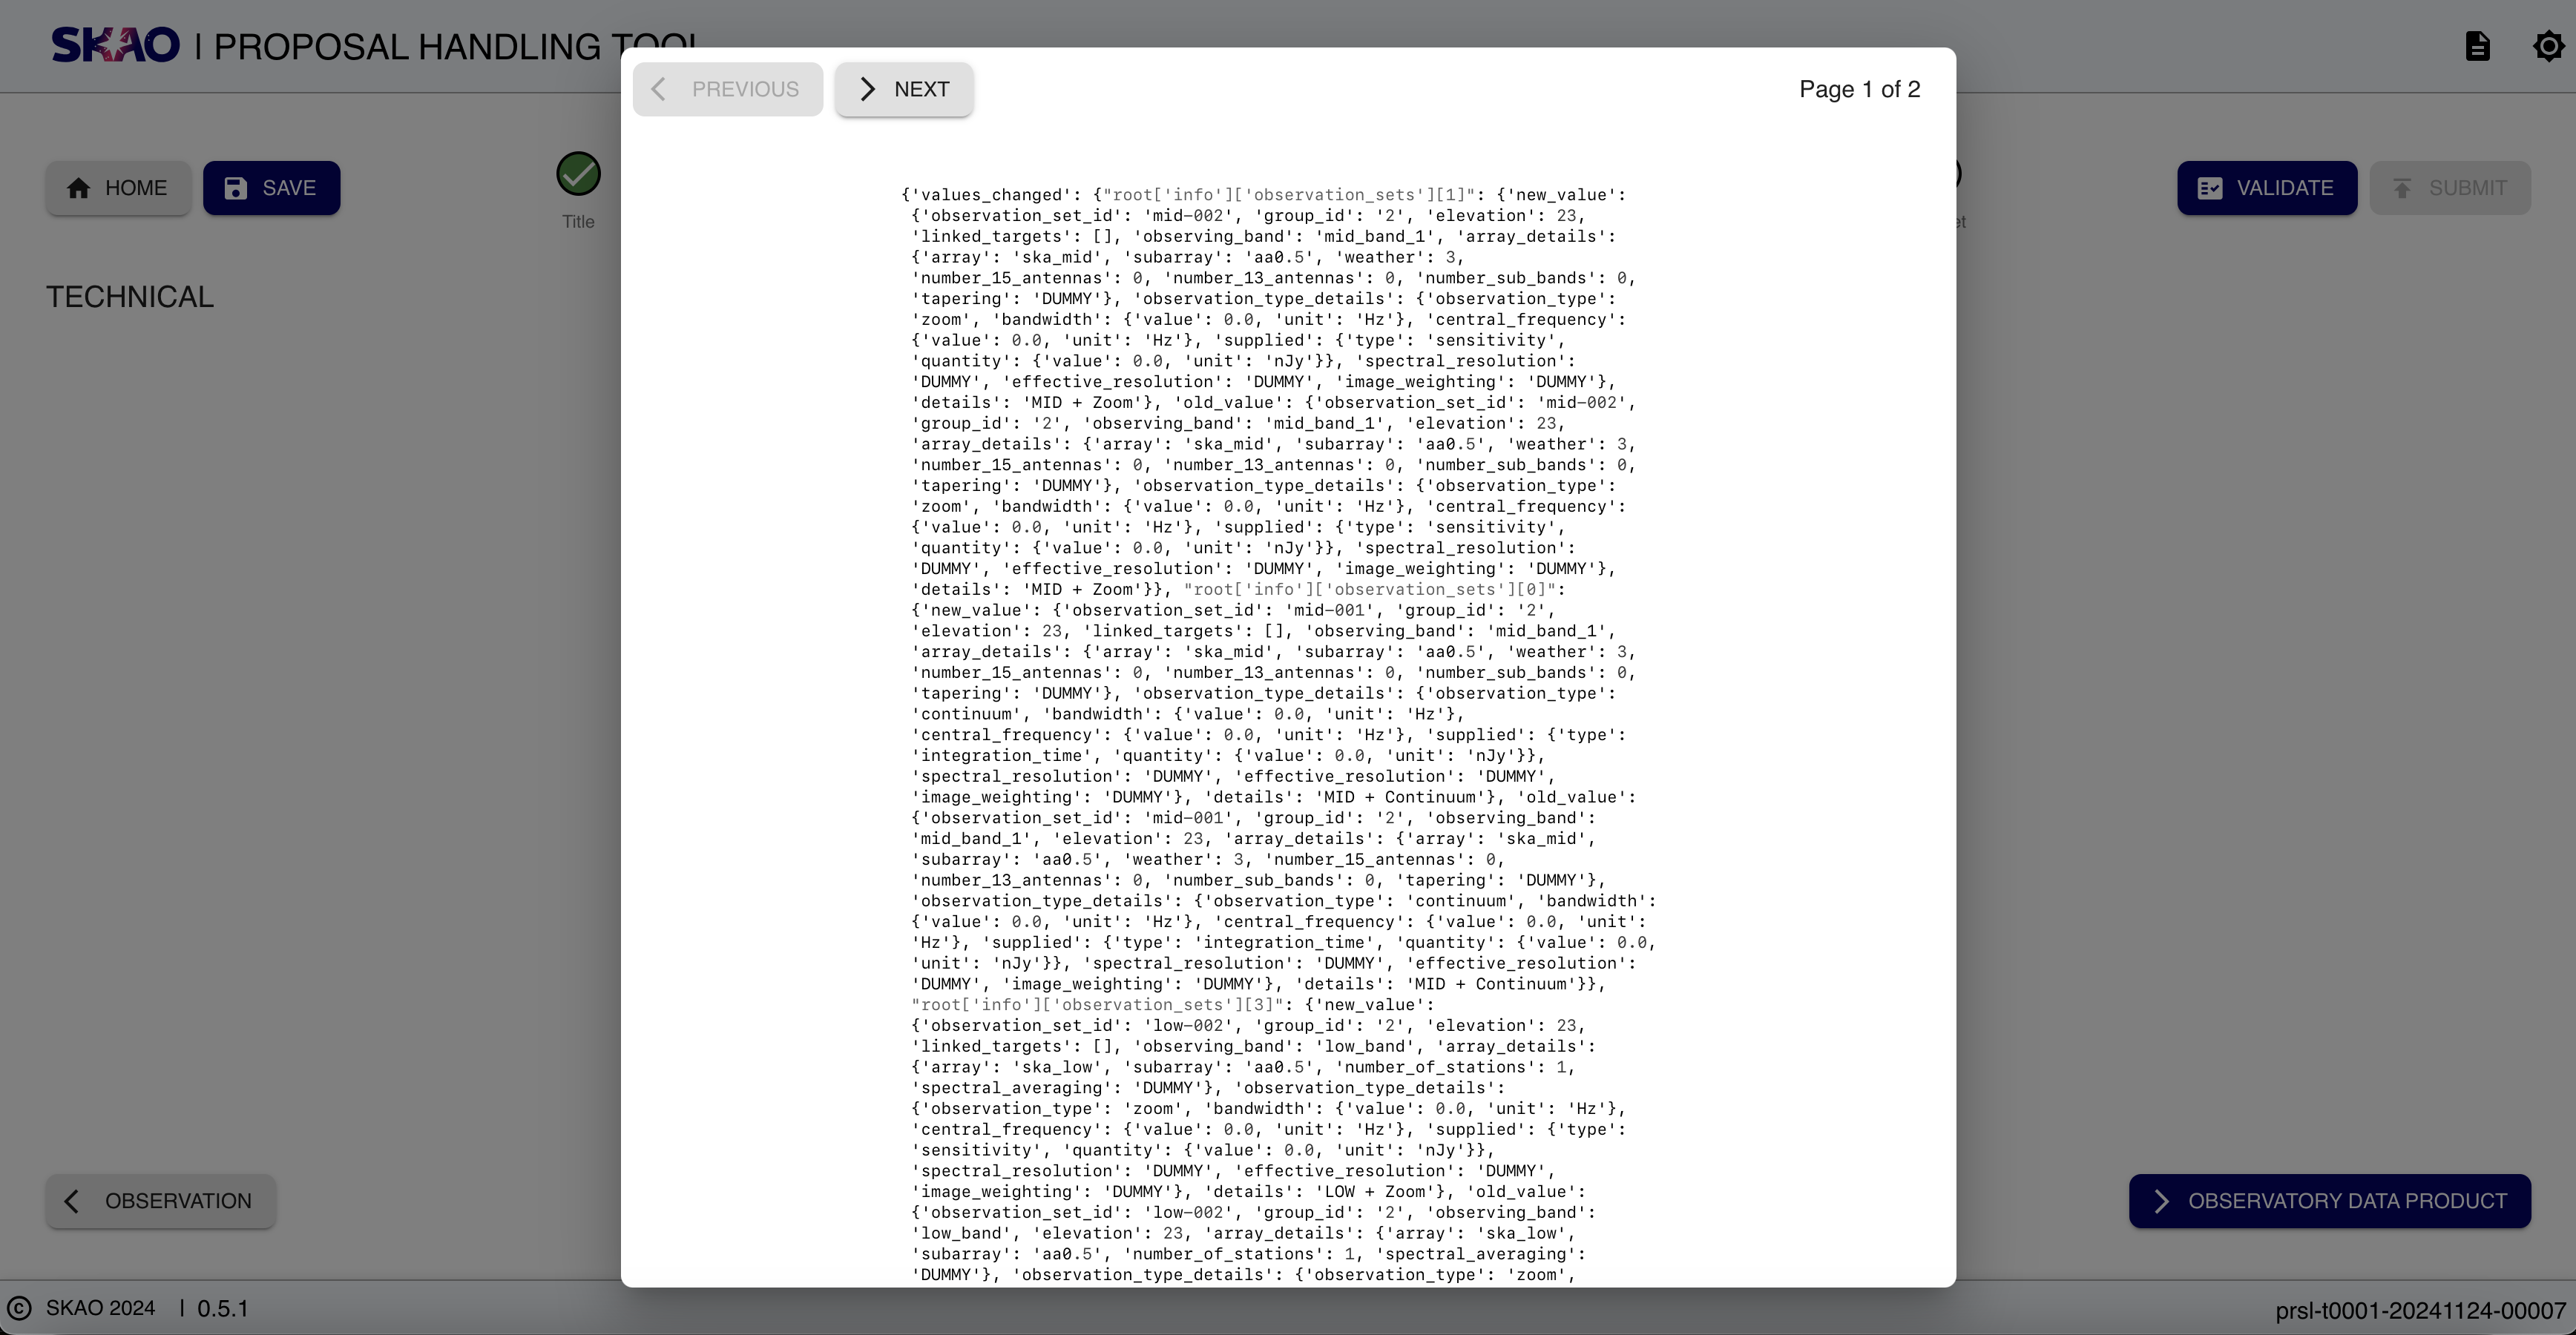 SKAO | PROPOSAL HANDLING TOOL
PREVIOUS
NEXT
Page 1 of 2
HOME
SAVE
Title
VALIDATE
SUBMIT
TECHNICAL
{'values_changed': {"root['info']['observation_sets'][1]": {'new_value':
{'observation_set_id': 'mid-002', 'group_id': '2', 'elevation': 23,
'linked_targets': [], 'observing_band': 'mid_band_1', 'array_details':
{'array': 'ska_mid', 'subarray': 'aa0.5', 'weather': 3,
'number_15_antennas': 0, 'number_13_antennas': 0, 'number_sub_bands': 0,
'tapering': 'DUMMY'}, 'observation_type_details': {'observation_type':
'zoom', 'bandwidth': {'value': 0.0, 'unit': 'Hz'}, 'central_frequency':
{'value': 0.0, 'unit': 'Hz'}, 'supplied': {'type': 'sensitivity',
'quantity': {'value': 0.0, 'unit': 'nJy'}}, 'spectral_resolution':
'DUMMY', 'effective_resolution': 'DUMMY', 'image_weighting': 'DUMMY'},
'details': 'MID + Zoom'}, 'old_value': {'observation_set_id': 'mid-002',
'group_id': '2', 'observing_band': 'mid_band_1', 'elevation': 23,
'array_details': {'array': 'ska_mid', 'subarray': 'aa0.5', 'weather': 3,
'number_15_antennas': 0, 'number_13_antennas': 0, 'number_sub_bands': 0,
'tapering': 'DUMMY'}, 'observation_type_details': {'observation_type':
'zoom', 'bandwidth': {'value': 0.0, 'unit': 'Hz'}, 'central_frequency':
{'value': 0.0, 'unit': 'Hz'}, 'supplied': {'type': 'sensitivity',
'quantity': {'value': 0.0, 'unit': 'nJy'}}, 'spectral_resolution':
'DUMMY', 'effective_resolution': 'DUMMY', 'image_weighting': 'DUMMY'},
'details': 'MID + Zoom'}}, "root['info']['observation_sets'][0]":
{'new_value': {'observation_set_id': 'mid-001', 'group_id': '2',
'elevation': 23, 'linked_targets': [], 'observing_band': 'mid_band_1',
'array_details': {'array': 'ska_mid', 'subarray': 'aa0.5', 'weather': 3,
'number_15_antennas': 0, 'number_13_antennas': 0, 'number_sub_bands': 0,
'tapering': 'DUMMY'}, 'observation_type_details': {'observation_type':
'continuum', 'bandwidth': {'value': 0.0, 'unit': 'Hz'},
'central_frequency': {'value': 0.0, 'unit': 'Hz'}, 'supplied': {'type':
'integration_time', 'quantity': {'value': 0.0, 'unit': 'nJy'}},
'spectral_resolution': 'DUMMY', 'effective_resolution': 'DUMMY',
'image_weighting': 'DUMMY'}, 'details': 'MID + Continuum'}, 'old_value':
{'observation_set_id': 'mid-001', 'group_id': '2', 'observing_band':
'mid_band_1', 'elevation': 23, 'array_details': {'array': 'ska_mid',
'subarray': 'aa0.5', 'weather': 3, 'number_15_antennas': 0,
'number_13_antennas': 0, 'number_sub_bands': 0, 'tapering': 'DUMMY'},
'observation_type_details': {'observation_type': 'continuum', 'bandwidth':
{'value': 0.0, 'unit': 'Hz'}, 'central_frequency': {'value': 0.0, 'unit':
'Hz'}, 'supplied': {'type': 'integration_time', 'quantity': {'value': 0.0,
'unit': 'nJy'}}, 'spectral_resolution': 'DUMMY', 'effective_resolution':
'DUMMY', 'image_weighting': 'DUMMY'}, 'details': 'MID + Continuum'}},
"root['info']['observation_sets'][3]": {'new_value':
{'observation_set_id': 'low-002', 'group_id': '2', 'elevation': 23,
'linked_targets': [], 'observing_band': 'low_band', 'array_details':
{'array': 'ska_low', 'subarray': 'aa0.5', 'number_of_stations': 1,
'spectral_averaging': 'DUMMY'}, 'observation_type_details':
{'observation_type': 'zoom', 'bandwidth': {'value': 0.0, 'unit': 'Hz'},
'central_frequency': {'value': 0.0, 'unit': 'Hz'}, 'supplied': {'type':
'sensitivity', 'quantity': {'value': 0.0, 'unit': 'nJy'}},
'spectral_resolution': 'DUMMY', 'effective_resolution': 'DUMMY',
'image_weighting': 'DUMMY'}, 'details': 'LOW + Zoom'}, 'old_value':
{'observation_set_id': 'low-002', 'group_id': '2', 'observing_band':
'low_band', 'elevation': 23, 'array_details': {'array': 'ska_low',
'subarray': 'aa0.5', 'number_of_stations': 1, 'spectral_averaging':
'DUMMY'}, 'observation_type_details': {'observation_type': 'zoom',
OBSERVATION
OBSERVATORY DATA PRODUCT
© SKAO 2024 | 0.5.1
prsl-t0001-20241124-00007